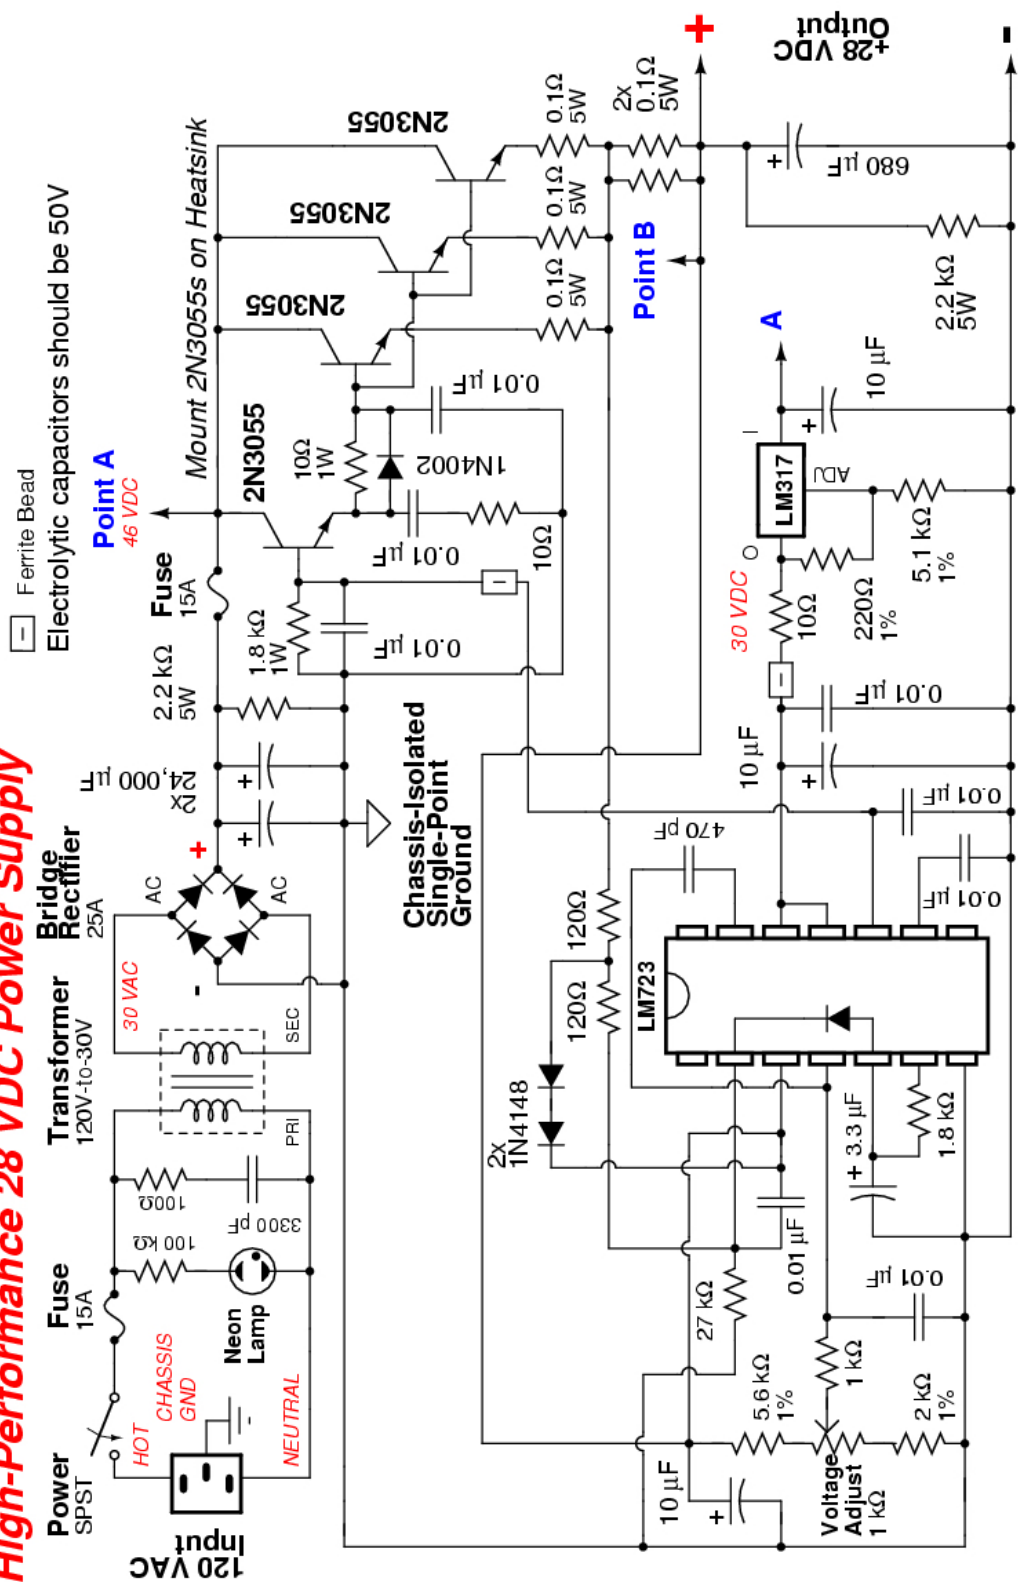 High-Performance 28 VDC Power Supply
Ferrite Bead
Electrolytic capacitors should be 50V
Power
SPST
Fuse
15A
Transformer
120V-to-30V
Bridge
Rectifier
25A
2x
24,000 µF
2.2 kΩ
5W
Fuse
15A
Point A
46 VDC
Mount 2N3055s on Heatsink
120 VAC
Input
HOT
CHASSIS
GND
NEUTRAL
Neon
Lamp
100 kΩ
100Ω
3300 pF
PRI
SEC
30 VAC
AC
AC
+
-
+
+
Chassis-Isolated
Single-Point
Ground
1.8 kΩ
1W
0.01 µF
2N3055
10Ω
1W
1N4002
0.01 µF
10Ω
0.01 µF
2N3055
2N3055
2N3055
0.1Ω
5W
0.1Ω
5W
0.1Ω
5W
2x
0.1Ω
5W
Point B
+
+28 VDC
Output
-
+
680 µF
2.2 kΩ
5W
2x
1N4148
120Ω
120Ω
470 pF
LM723
27 kΩ
0.01 µF
+
3.3 µF
1.8 kΩ
0.01 µF
10 µF
+
5.6 kΩ
1%
Voltage
Adjust
1 kΩ
1 kΩ
2 kΩ
1%
10 µF
+
0.01 µF
0.01 µF
0.01 µF
30 VDC
10Ω
O
LM317
I
ADJ
A
220Ω
1%
5.1 kΩ
1%
+
10 µF